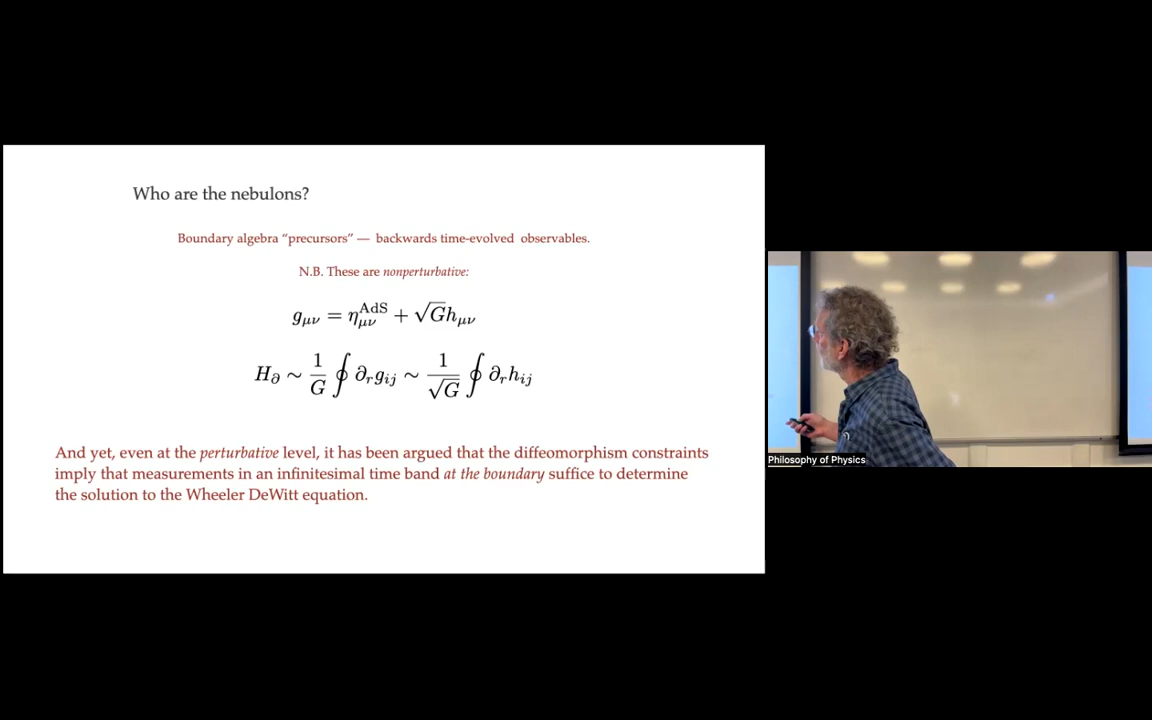 Who are the nebulons?
Boundary algebra “precursors” — backwards time-evolved observables.
N.B. These are nonperturbative:
g_{μν} = η_{μν}^{AdS} + √G h_{μν}
H_∂ ∼ 1/G ∮ ∂_r g_{ij} ∼ 1/√G ∮ ∂_r h_{ij}
And yet, even at the perturbative level, it has been argued that the diffeomorphism constraints
imply that measurements in an infinitesimal time band at the boundary suffice to determine
the solution to the Wheeler DeWitt equation.
Philosophy of Physics